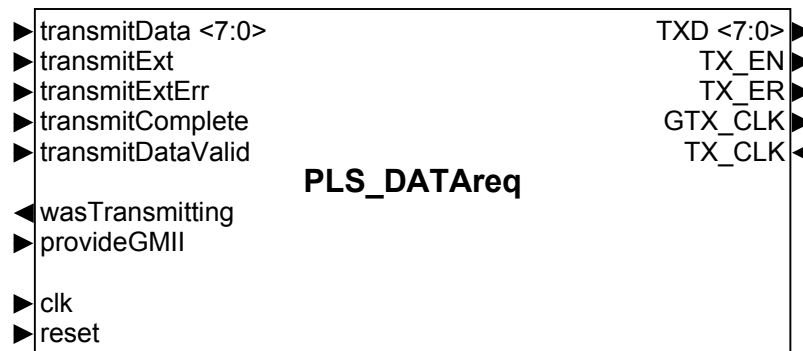 transmitData <7:0>
TXD <7:0>
transmitExt
TX_EN
transmitExtErr
TX_ER
transmitComplete
GTX_CLK
transmitDataValid
TX_CLK
PLS_DATAreq
wasTransmitting
provideGMII
clk
reset